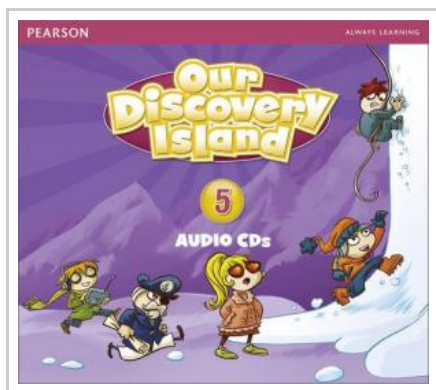 PEARSON
ALWAYS LEARNING
Our
Discovery
Island
5
AUDIO CDs